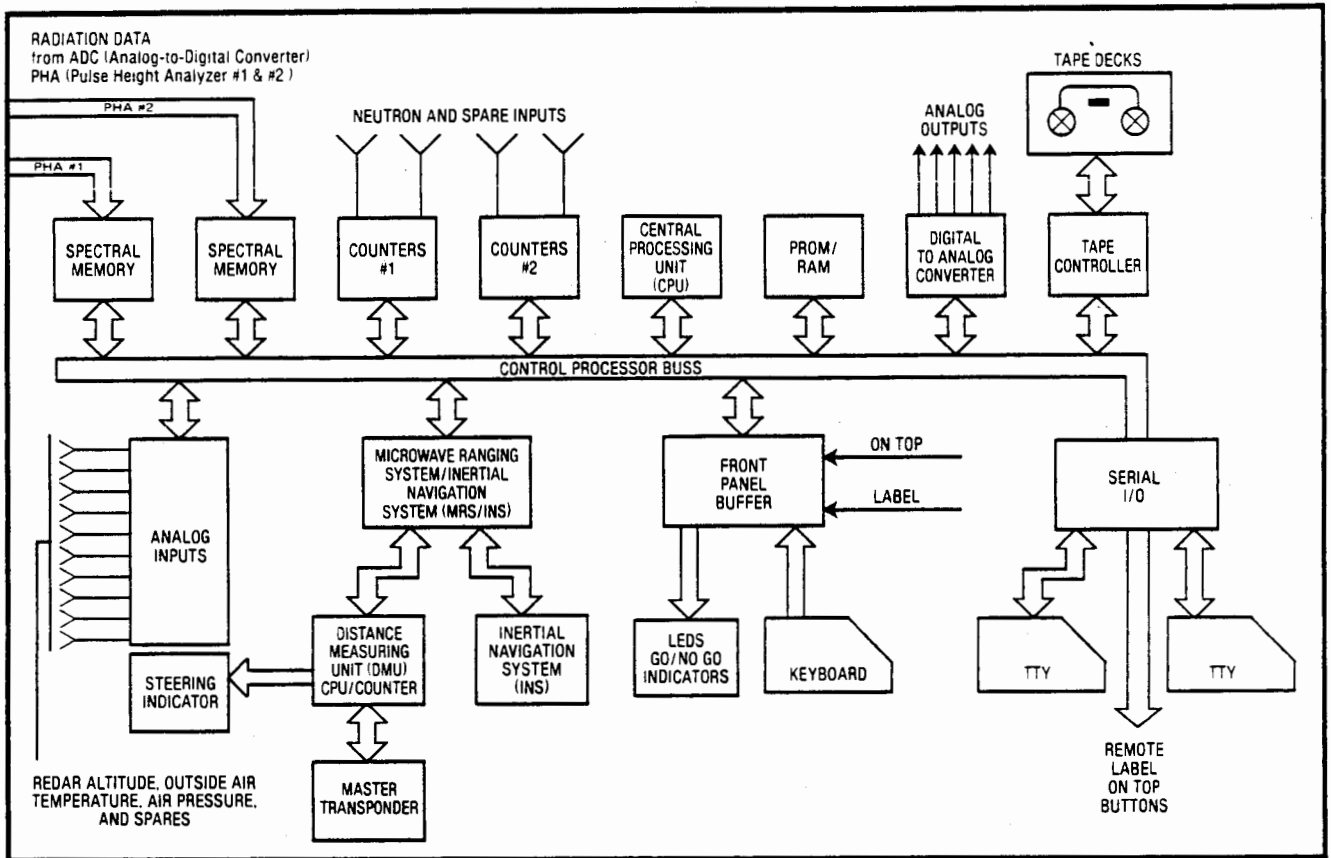 RADIATION DATA
from ADC (Analog-to-Digital Converter)
PHA (Pulse Height Analyzer #1 & #2 )
PHA #2
PHA #1
NEUTRON AND SPARE INPUTS
ANALOG
OUTPUTS
TAPE DECKS
SPECTRAL
MEMORY
SPECTRAL
MEMORY
COUNTERS
#1
COUNTERS
#2
CENTRAL
PROCESSING
UNIT
(CPU)
PROM/
RAM
DIGITAL
TO ANALOG
CONVERTER
TAPE
CONTROLLER
CONTROL PROCESSOR BUSS
ANALOG
INPUTS
MICROWAVE RANGING
SYSTEM/INERTIAL
NAVIGATION
SYSTEM (MRS/INS)
FRONT
PANEL
BUFFER
ON TOP
LABEL
SERIAL
I/O
STEERING
INDICATOR
DISTANCE
MEASURING
UNIT (DMU)
CPU/COUNTER
INERTIAL
NAVIGATION
SYSTEM
(INS)
LEDS
GO/NO GO
INDICATORS
KEYBOARD
TTY
TTY
REDAR ALTITUDE, OUTSIDE AIR
TEMPERATURE, AIR PRESSURE,
AND SPARES
MASTER
TRANSPONDER
REMOTE
LABEL
ON TOP
BUTTONS